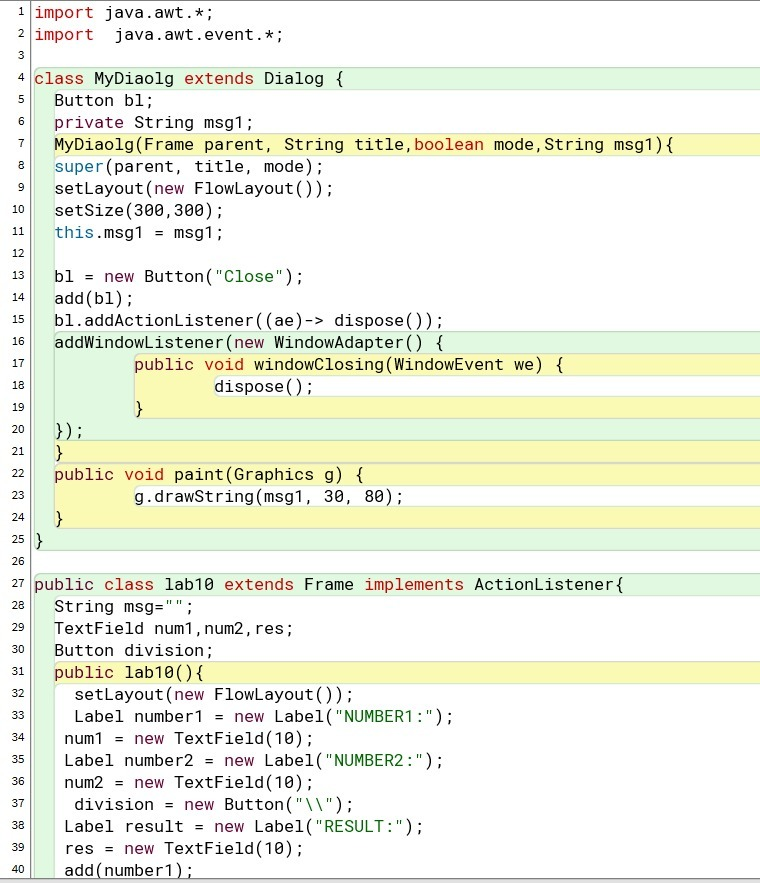 1 import java.awt.*;
2 import  java.awt.event.*;
3
4 class MyDiaolg extends Dialog {
5   Button bl;
6   private String msg1;
7   MyDiaolg(Frame parent, String title,boolean mode,String msg1){
8   super(parent, title, mode);
9   setLayout(new FlowLayout());
10   setSize(300,300);
11   this.msg1 = msg1;
12
13   bl = new Button("Close");
14   add(bl);
15   bl.addActionListener((ae)-> dispose());
16   addWindowListener(new WindowAdapter() {
17           public void windowClosing(WindowEvent we) {
18                   dispose();
19           }
20   });
21   }
22   public void paint(Graphics g) {
23           g.drawString(msg1, 30, 80);
24   }
25 }
26
27 public class lab10 extends Frame implements ActionListener{
28   String msg="";
29   TextField num1,num2,res;
30   Button division;
31   public lab10(){
32     setLayout(new FlowLayout());
33     Label number1 = new Label("NUMBER1:");
34    num1 = new TextField(10);
35    Label number2 = new Label("NUMBER2:");
36    num2 = new TextField(10);
37     division = new Button("\\");
38    Label result = new Label("RESULT:");
39    res = new TextField(10);
40    add(number1);